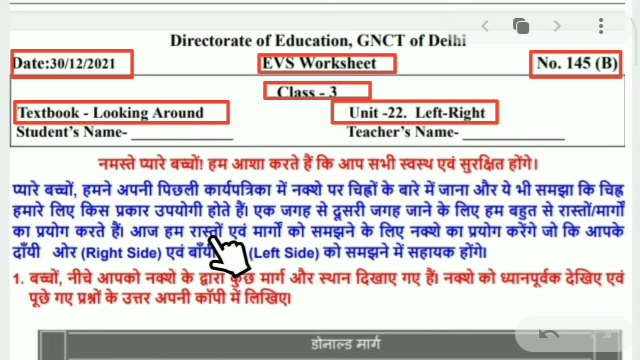 Directorate of Education, GNCT of Delhi
Date:30/12/2021 EVS Worksheet No. 145 (B)
Class - 3
Textbook - Looking Around Unit -22. Left-Right
Student's Name- Teacher's Name-
नमस्ते प्यारे बच्चों! हम आशा करते हैं कि आप सभी स्वस्थ एवं सुरक्षित होंगे।
प्यारे बच्चों, हमने अपनी पिछली कार्यपत्रिका में नक्शे पर चिह्नों के बारे में जाना और ये भी समझा कि चिह्न
हमारे लिए किस प्रकार उपयोगी होते हैं। एक जगह से दूसरी जगह जाने के लिए हम बहुत से रास्तों/मार्गों
का प्रयोग करते हैं। आज हम रास्तों एवं मार्गों को समझने के लिए नक्शे का प्रयोग करेंगे जो कि आपके
दाँयी ओर (Right Side) एवं (Left Side) को समझने में सहायक होंगे।
1. बच्चों, नीचे आपको नक्शे के द्वारा कुछ मार्ग और स्थान दिखाए गए हैं। नक्शे को ध्यानपूर्वक देखिए एवं
पूछे गए प्रश्नों के उत्तर अपनी कॉपी में लिखिए।
डोनाल्ड मार्ग